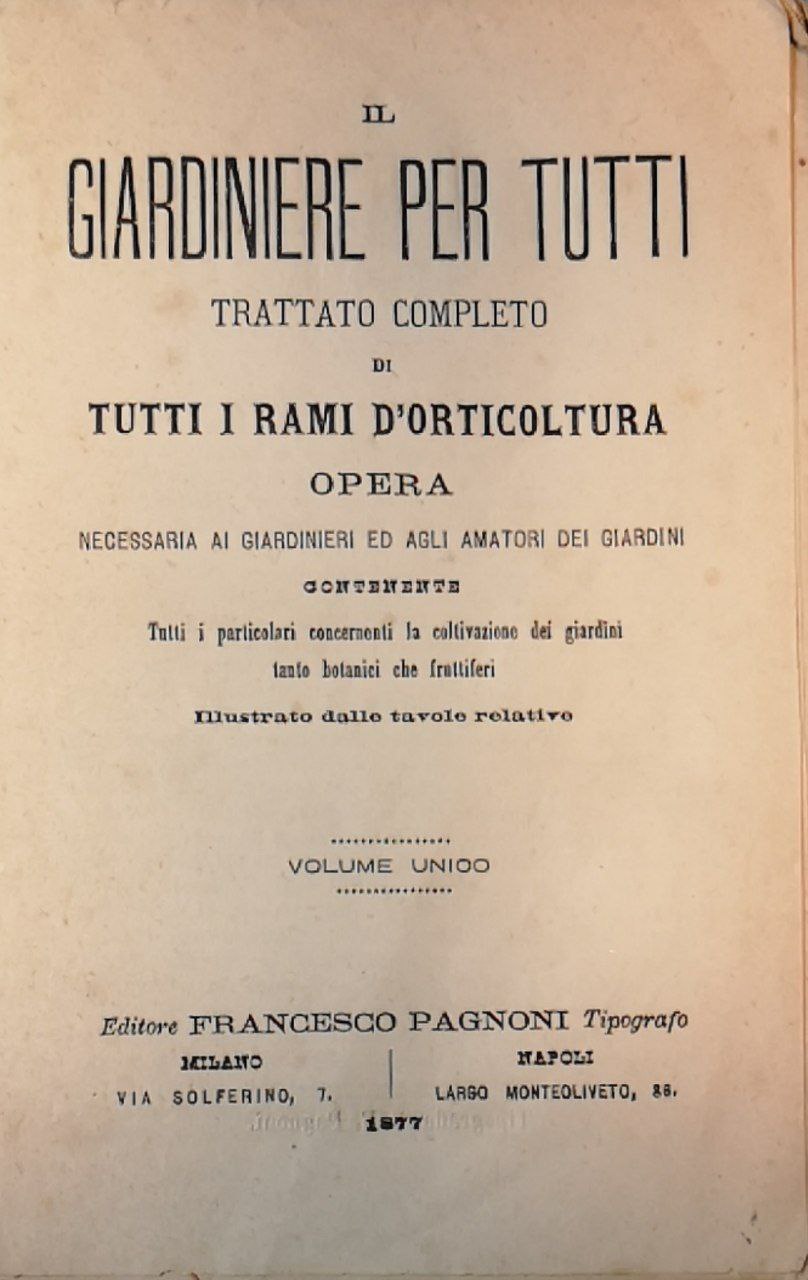 IL
GIARDINIERE PER TUTTI
TRATTATO COMPLETO
DI
TUTTI I RAMI D'ORTICOLTURA
OPERA
NECESSARIA AI GIARDINIERI ED AGLI AMATORI DEI GIARDINI
CONTENENTE
Tutti i particolari concernenti la coltivazione dei giardini
tanto botanici che fruttiferi
Illustrato dalle tavole relative
VOLUME UNICO
Editore FRANCESCO PAGNONI Tipografo
MILANO
VIA SOLFERINO, 7.
NAPOLI
LARGO MONTEOLIVETO,
1877